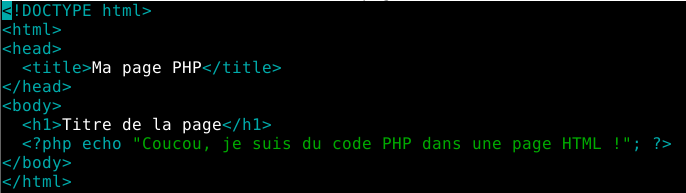 <!DOCTYPE html>
<html>
<head>
  <title>Ma page PHP</title>
</head>
<body>
  <h1>Titre de la page</h1>
  <?php echo "Coucou, je suis du code PHP dans une page HTML !"; ?>
</body>
</html>